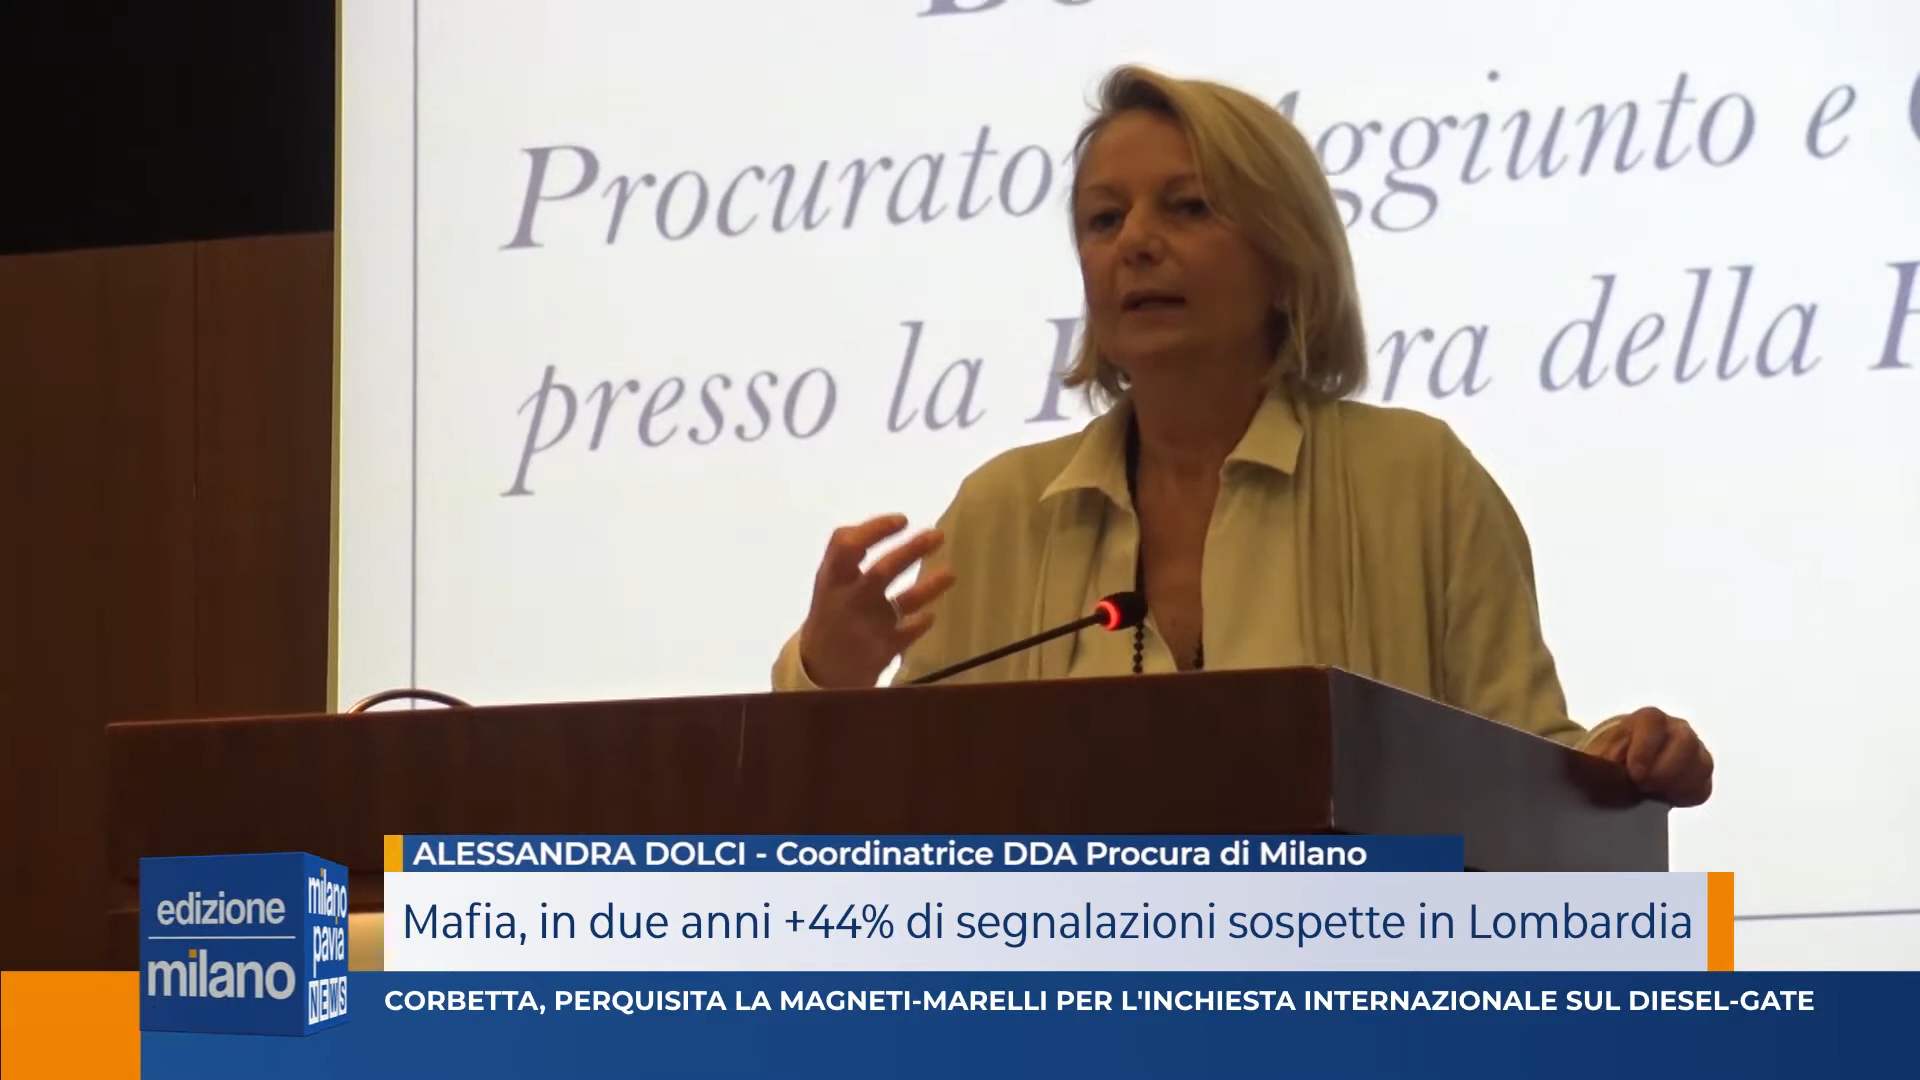 Procurato ggiunto e
presso la ra della
ALESSANDRA DOLCI - Coordinatrice DDA Procura di Milano
Mafia, in due anni +44% di segnalazioni sospette in Lombardia
edizione
milano
milano
pavia
NEWS
CORBETTA, PERQUISITA LA MAGNETI-MARELLI PER L'INCHIESTA INTERNAZIONALE SUL DIESEL-GATE